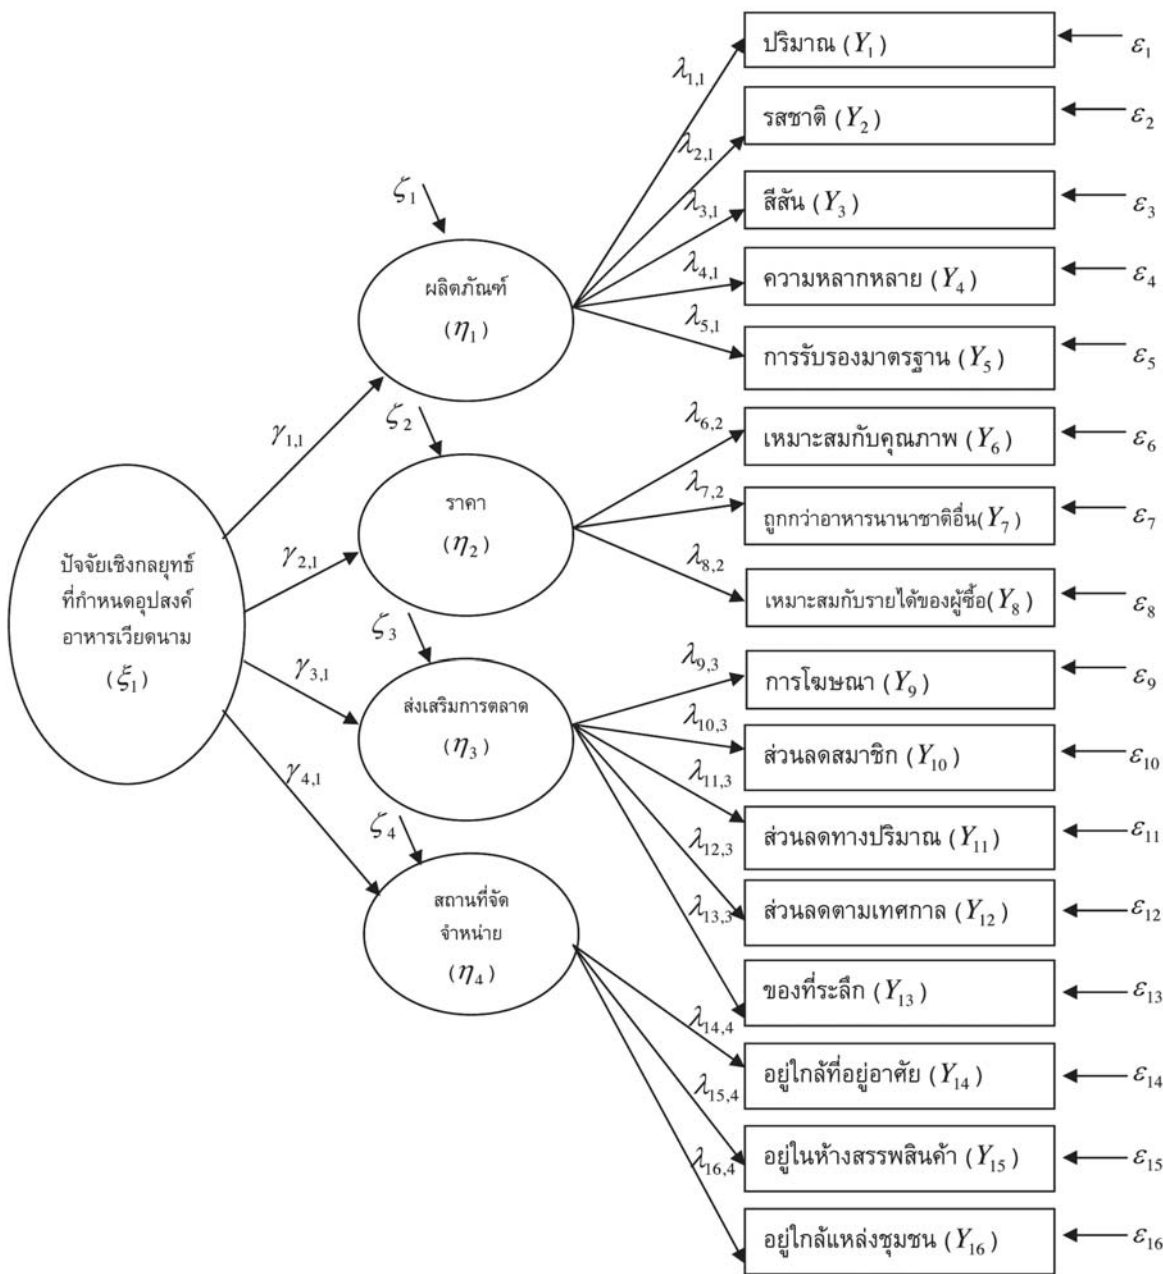 ปัจจัยเชิงกลยุทธ์
ที่กำหนดอุปสงค์
อาหารเวียดนาม
(ξ₁)
γ₁,₁
γ₂,₁
γ₃,₁
γ₄,₁
ζ₁
ผลิตภัณฑ์
(η₁)
ζ₂
ราคา
(η₂)
ζ₃
ส่งเสริมการตลาด
(η₃)
ζ₄
สถานที่จัด
จำหน่าย
(η₄)
λ₁,₁
λ₂,₁
λ₃,₁
λ₄,₁
λ₅,₁
λ₆,₂
λ₇,₂
λ₈,₂
λ₉,₃
λ₁₀,₃
λ₁₁,₃
λ₁₂,₃
λ₁₃,₃
λ₁₄,₄
λ₁₅,₄
λ₁₆,₄
ปริมาณ (Y₁) ε₁
รสชาติ (Y₂) ε₂
สีสัน (Y₃) ε₃
ความหลากหลาย (Y₄) ε₄
การรับรองมาตรฐาน (Y₅) ε₅
เหมาะสมกับคุณภาพ (Y₆) ε₆
ถูกกว่าอาหารนานาชาติอื่น(Y₇) ε₇
เหมาะสมกับรายได้ของผู้ซื้อ(Y₈) ε₈
การโฆษณา (Y₉) ε₉
ส่วนลดสมาชิก (Y₁₀) ε₁₀
ส่วนลดทางปริมาณ (Y₁₁) ε₁₁
ส่วนลดตามเทศกาล (Y₁₂) ε₁₂
ของที่ระลึก (Y₁₃) ε₁₃
อยู่ใกล้ที่อยู่อาศัย (Y₁₄) ε₁₄
อยู่ในห้างสรรพสินค้า (Y₁₅) ε₁₅
อยู่ใกล้แหล่งชุมชน (Y₁₆) ε₁₆